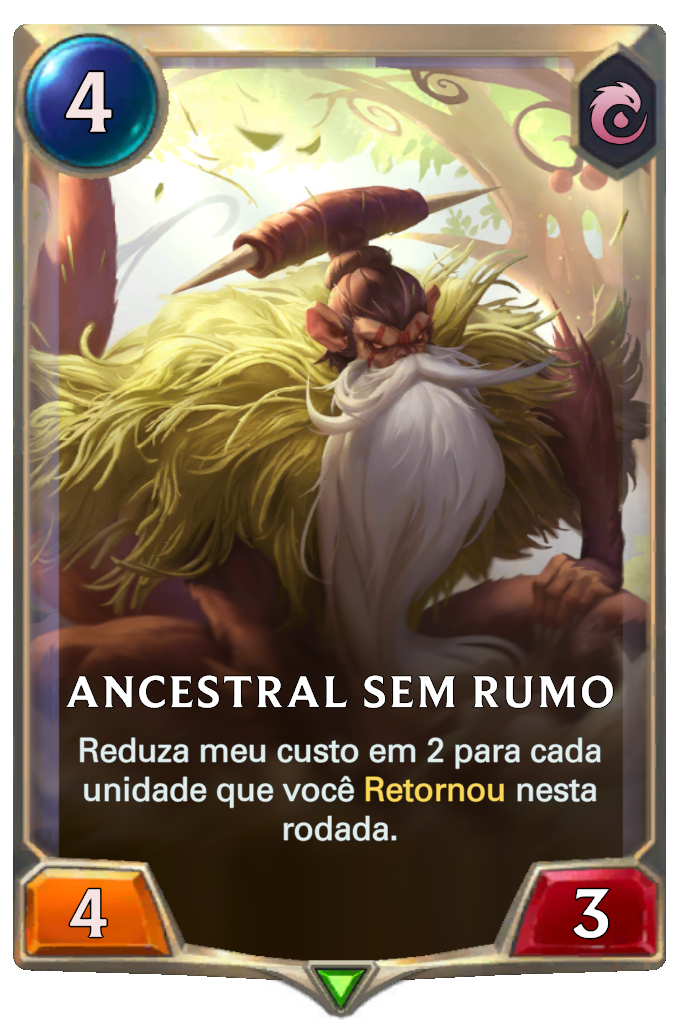 4
ANCESTRAL SEM RUMO
Reduza meu custo em 2 para cada
unidade que você Retornou nesta
rodada.
4
3